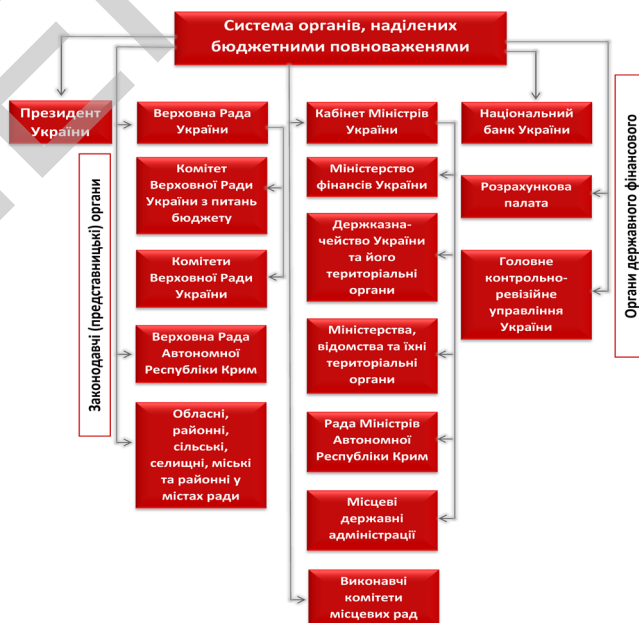 Система органів, наділених
бюджетними повноваженями
Президент
України
Верховна Рада
України
Комітет
Верховної Ради
України з питань
бюджету
Комітети
Верховної Ради
України
Верховна Рада
Автономної
Республіки Крим
Обласні,
районні,
сільські,
селищні, міські
та районні у
містах ради
Законодавчі (представницькі) органи
Кабінет Міністрів
України
Міністерство
фінансів України
Держказна-
чейство України
та його
територіальні
органи
Міністерства,
відомства та їхні
територіальні
органи
Рада Міністрів
Автономної
Республіки Крим
Місцеві
державні
адміністрації
Виконавчі
комітети
місцевих рад
Національний
банк України
Розрахункова
палата
Головне
контрольно-
ревізійне
управління
України
Органи державного фінансового